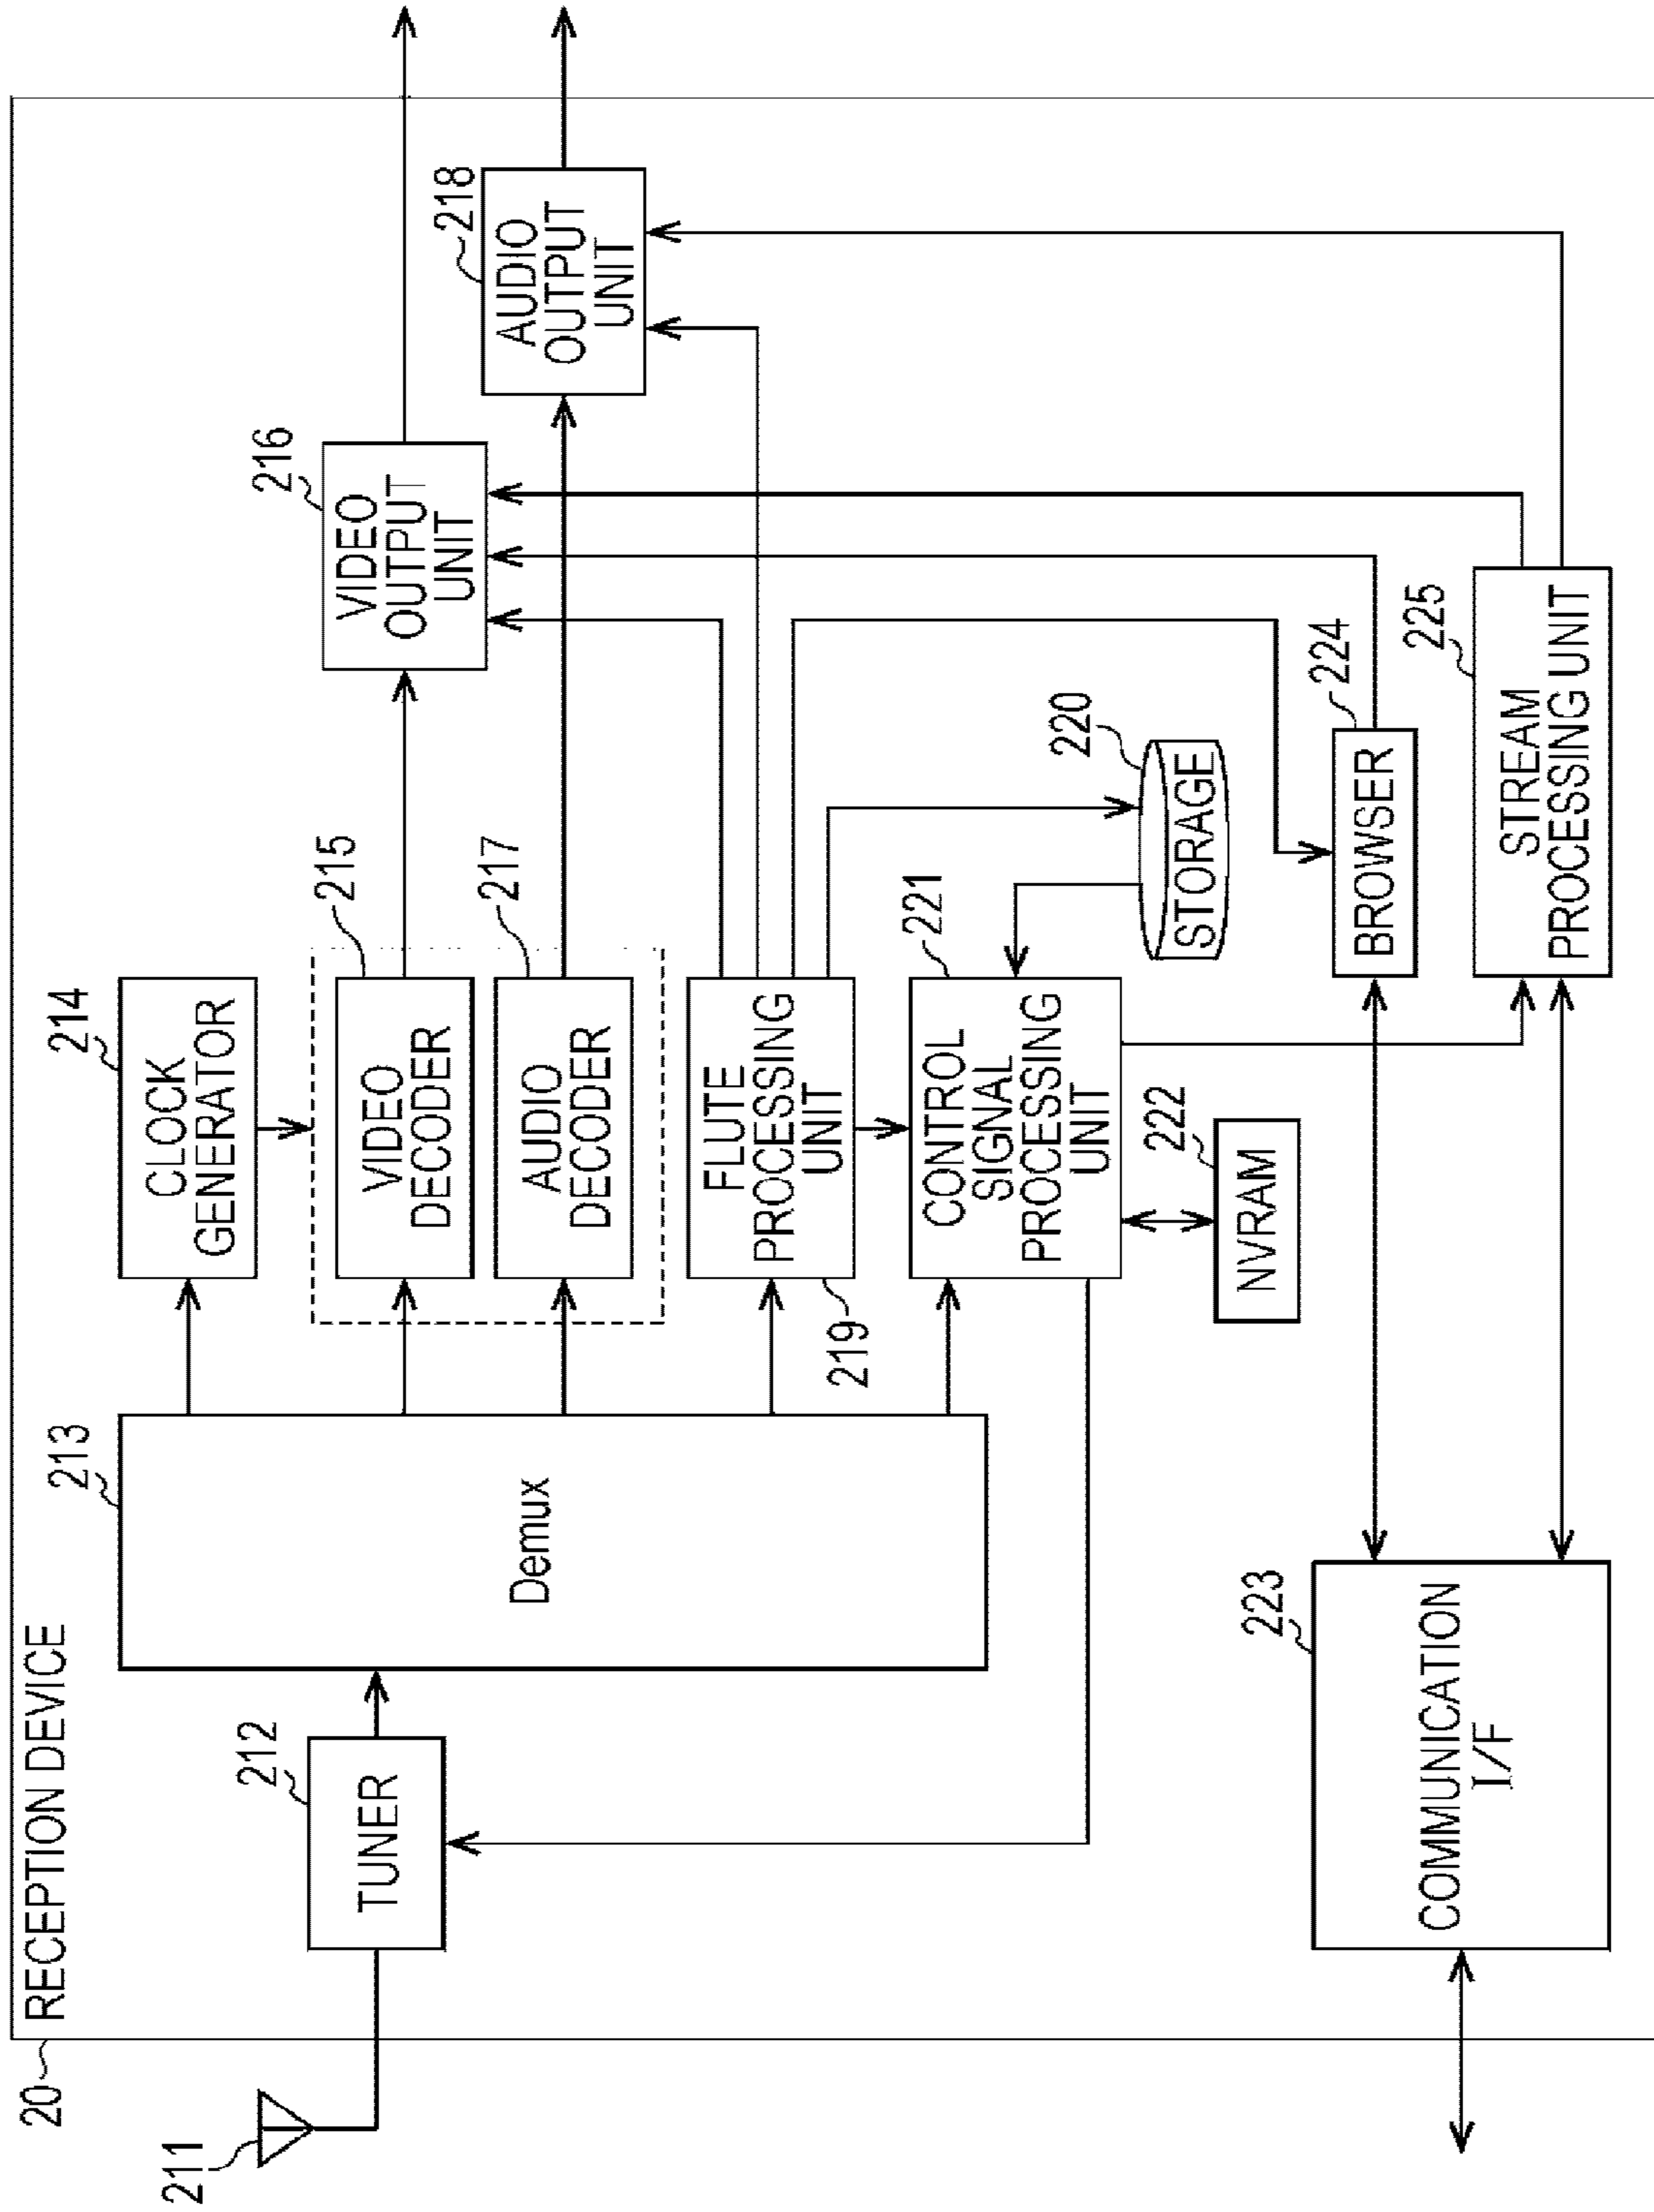 20
RECEPTION DEVICE
211
212
TUNER
213
Demux
214
CLOCK
GENERATOR
215
VIDEO
DECODER
217
AUDIO
DECODER
216
VIDEO
OUTPUT
UNIT
218
AUDIO
OUTPUT
UNIT
FLUTE
PROCESSING
UNIT
219
220
STORAGE
221
CONTROL
SIGNAL
PROCESSING
UNIT
222
NVRAM
223
COMMUNICATION
I/F
224
BROWSER
225
STREAM
PROCESSING UNIT